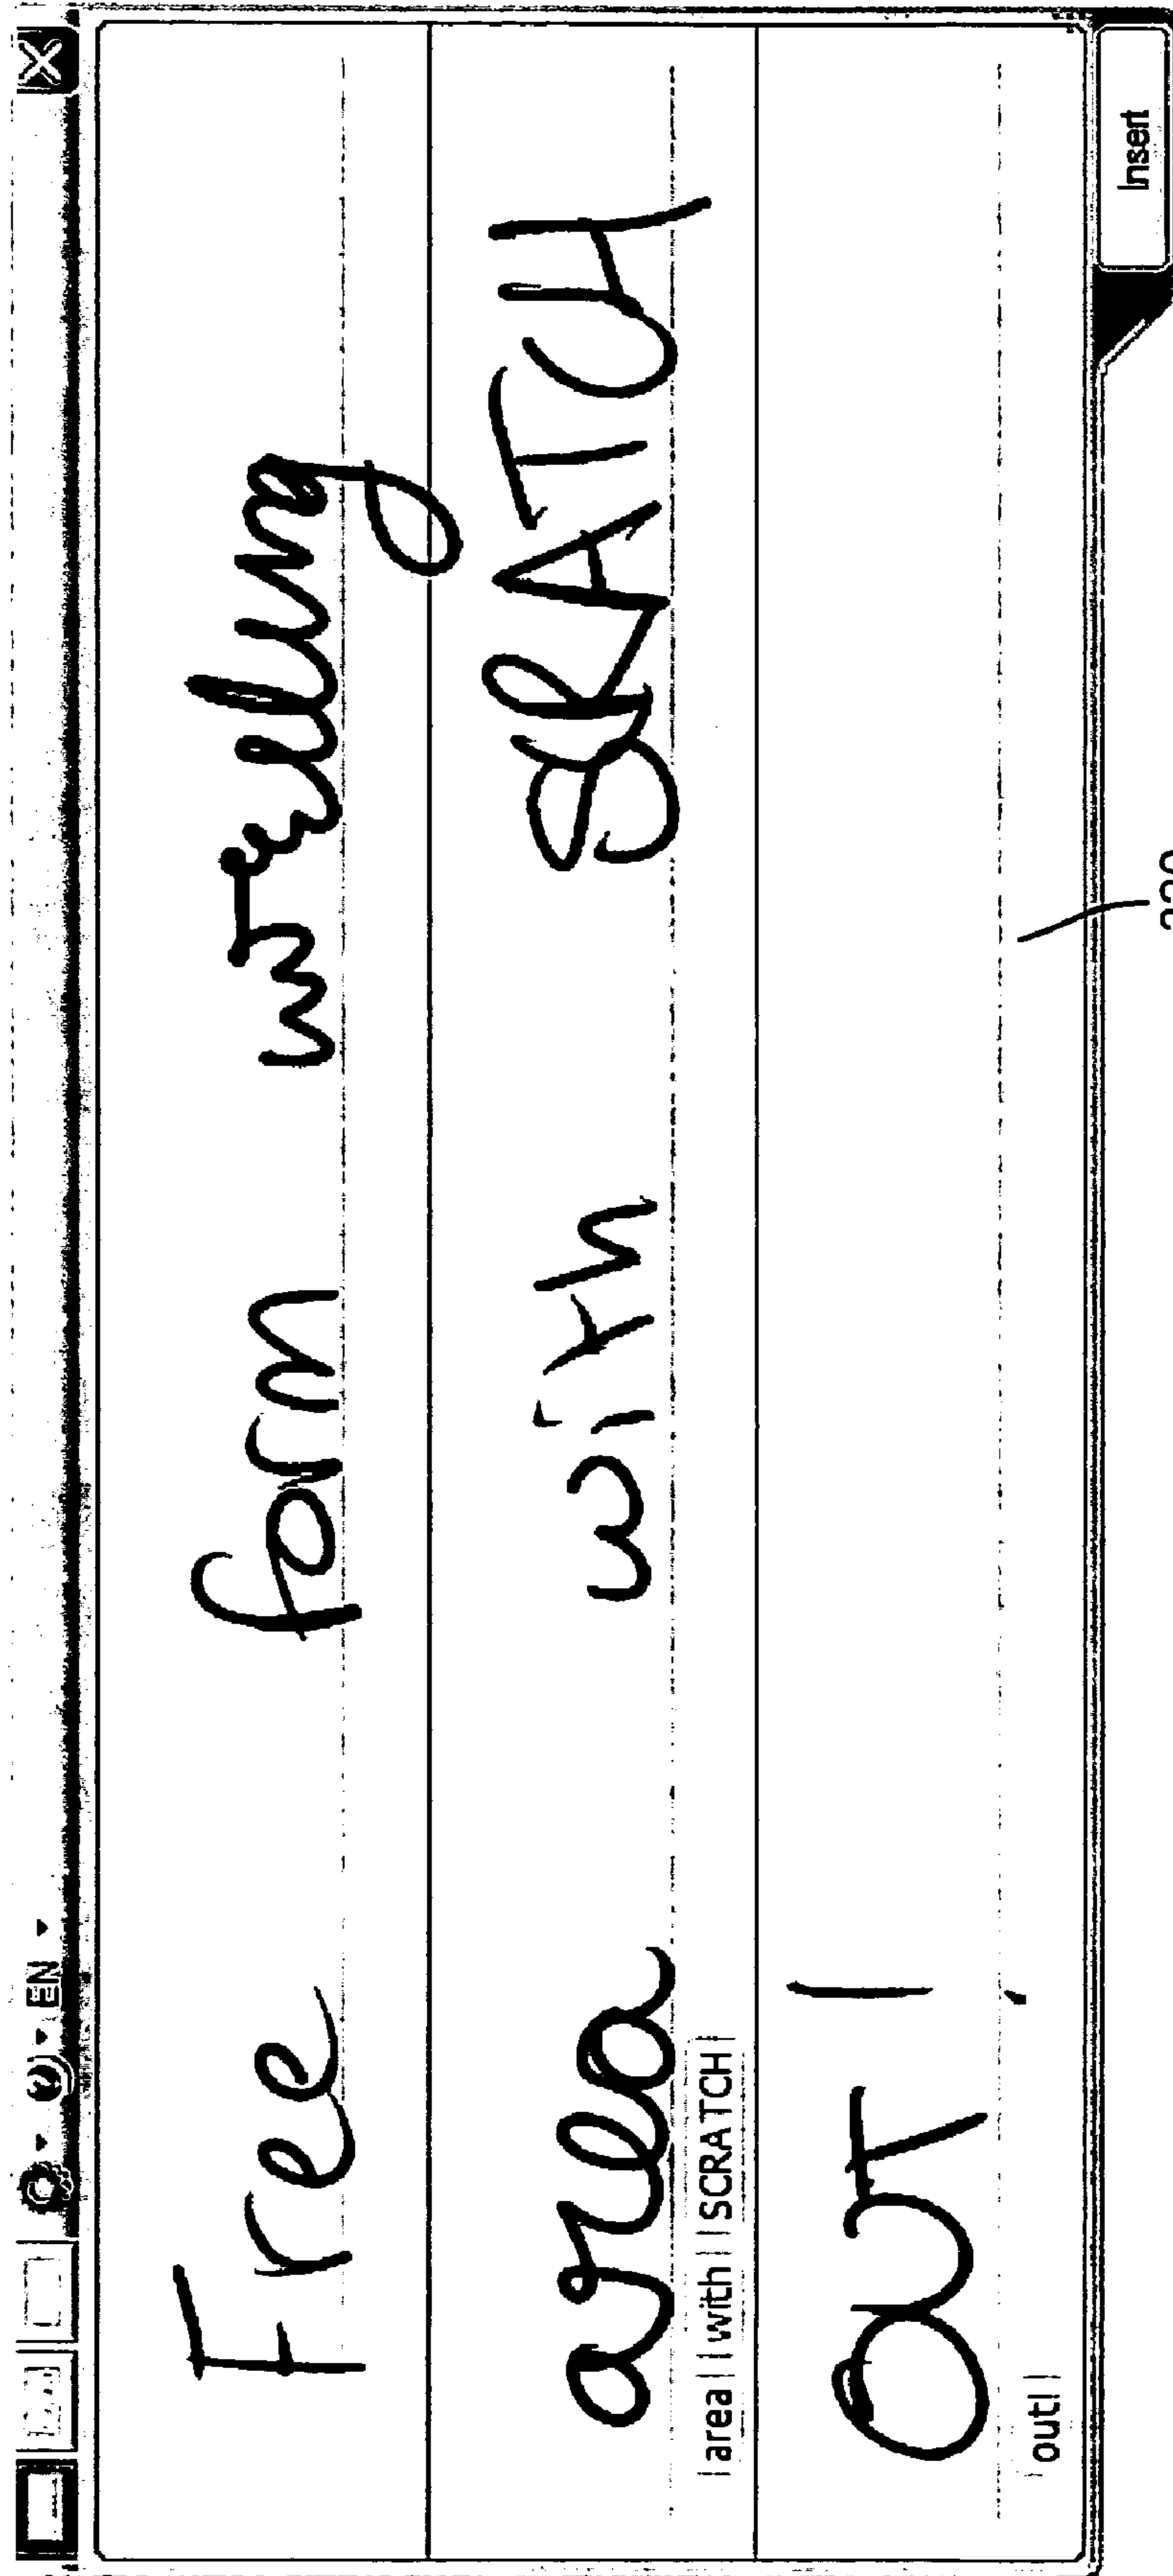 EN
Free form writing
area with SCRATCH
area with SCRATCH
OUT !
out!
Insert